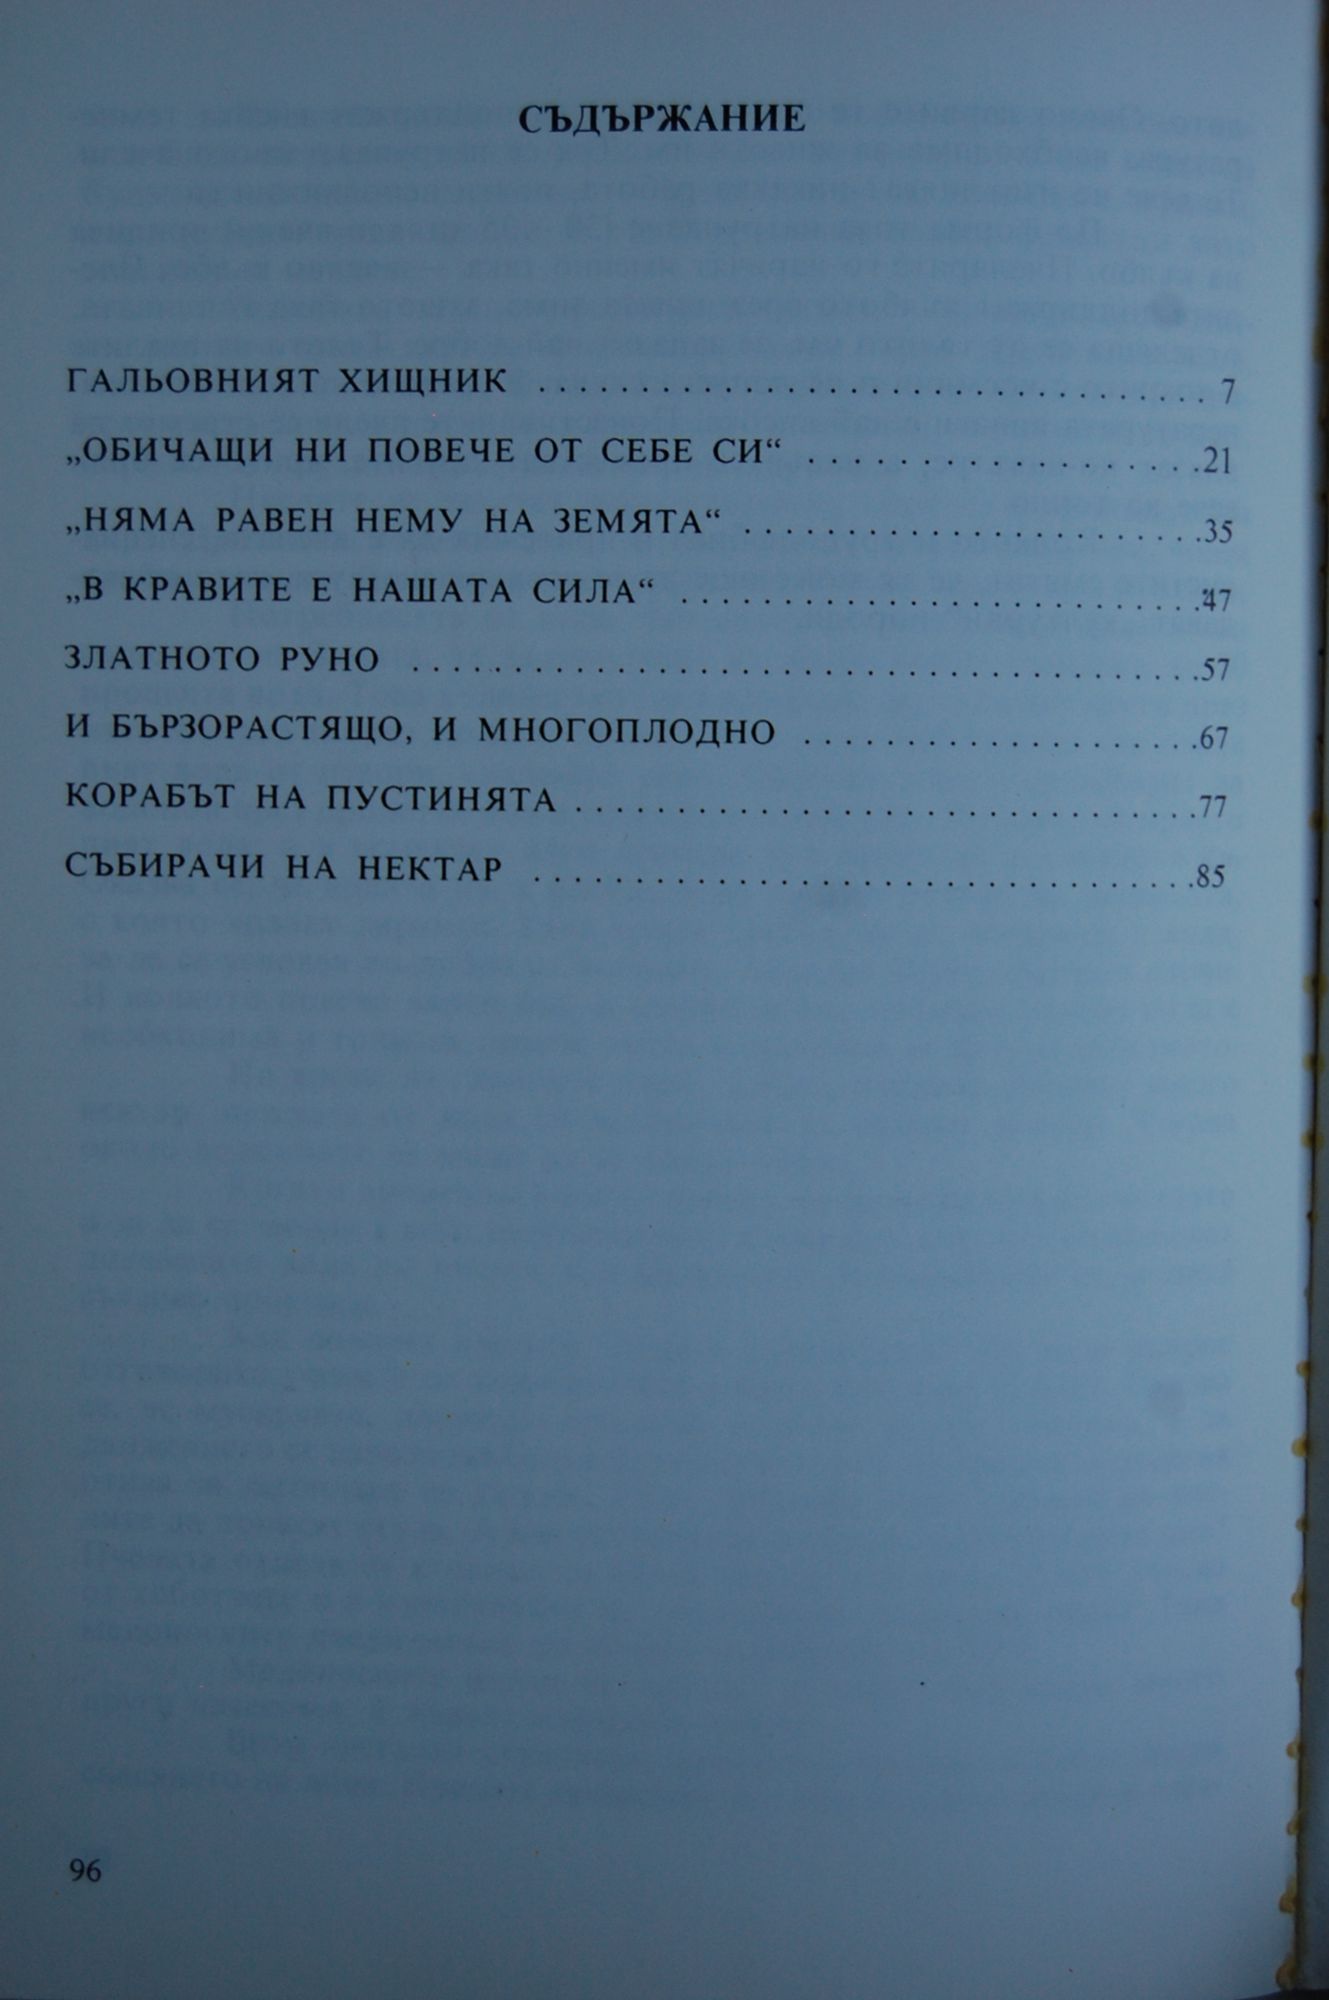 СЪДЪРЖАНИЕ
ГАЛЬОВНИЯТ ХИЩНИК . . . . . . . . . . . . . . . . . . . . . . . . . . . . 7
„ОБИЧАЩИ НИ ПОВЕЧЕ ОТ СЕБЕ СИ“ . . . . . . . . . . . . . . . . 21
„НЯМА РАВЕН НЕМУ НА ЗЕМЯТА“ . . . . . . . . . . . . . . . . . . . 35
„В КРАВИТЕ Е НАШАТА СИЛА“ . . . . . . . . . . . . . . . . . . . . . . 47
ЗЛАТНОТО РУНО . . . . . . . . . . . . . . . . . . . . . . . . . . . . . . . . . 57
И БЪРЗОРАСТЯЩО, И МНОГОПЛОДНО . . . . . . . . . . . . . . . . . 67
КОРАБЪТ НА ПУСТИНЯТА . . . . . . . . . . . . . . . . . . . . . . . . . . 77
СЪБИРАЧИ НА НЕКТАР . . . . . . . . . . . . . . . . . . . . . . . . . . . . 85
96